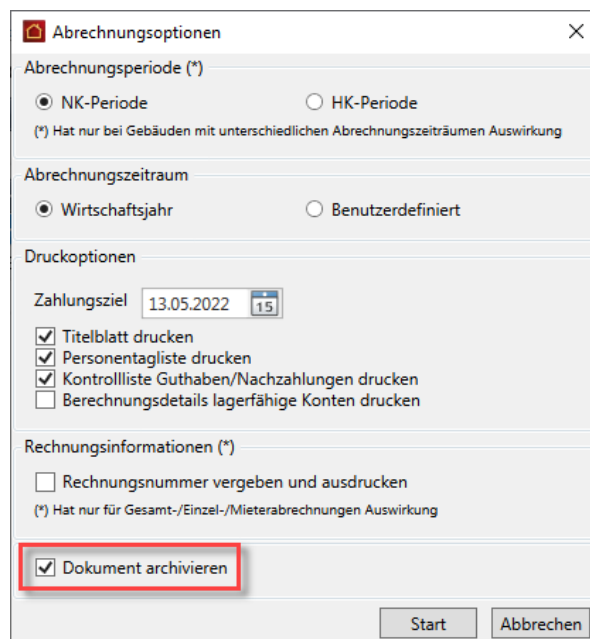 Abrechnungsoptionen
Abrechnungsperiode (*)
NK-Periode HK-Periode
(*) Hat nur bei Gebäuden mit unterschiedlichen Abrechnungszeiträumen Auswirkung
Abrechnungszeitraum
Wirtschaftsjahr Benutzerdefiniert
Druckoptionen
Zahlungsziel 13.05.2022 15
Titelblatt drucken
Personentagliste drucken
Kontrollliste Guthaben/Nachzahlungen drucken
Berechnungsdetails lagerfähige Konten drucken
Rechnungsinformationen (*)
Rechnungsnummer vergeben und ausdrucken
(*) Hat nur für Gesamt-/Einzel-/Mieterabrechnungen Auswirkung
Dokument archivieren
Start Abbrechen